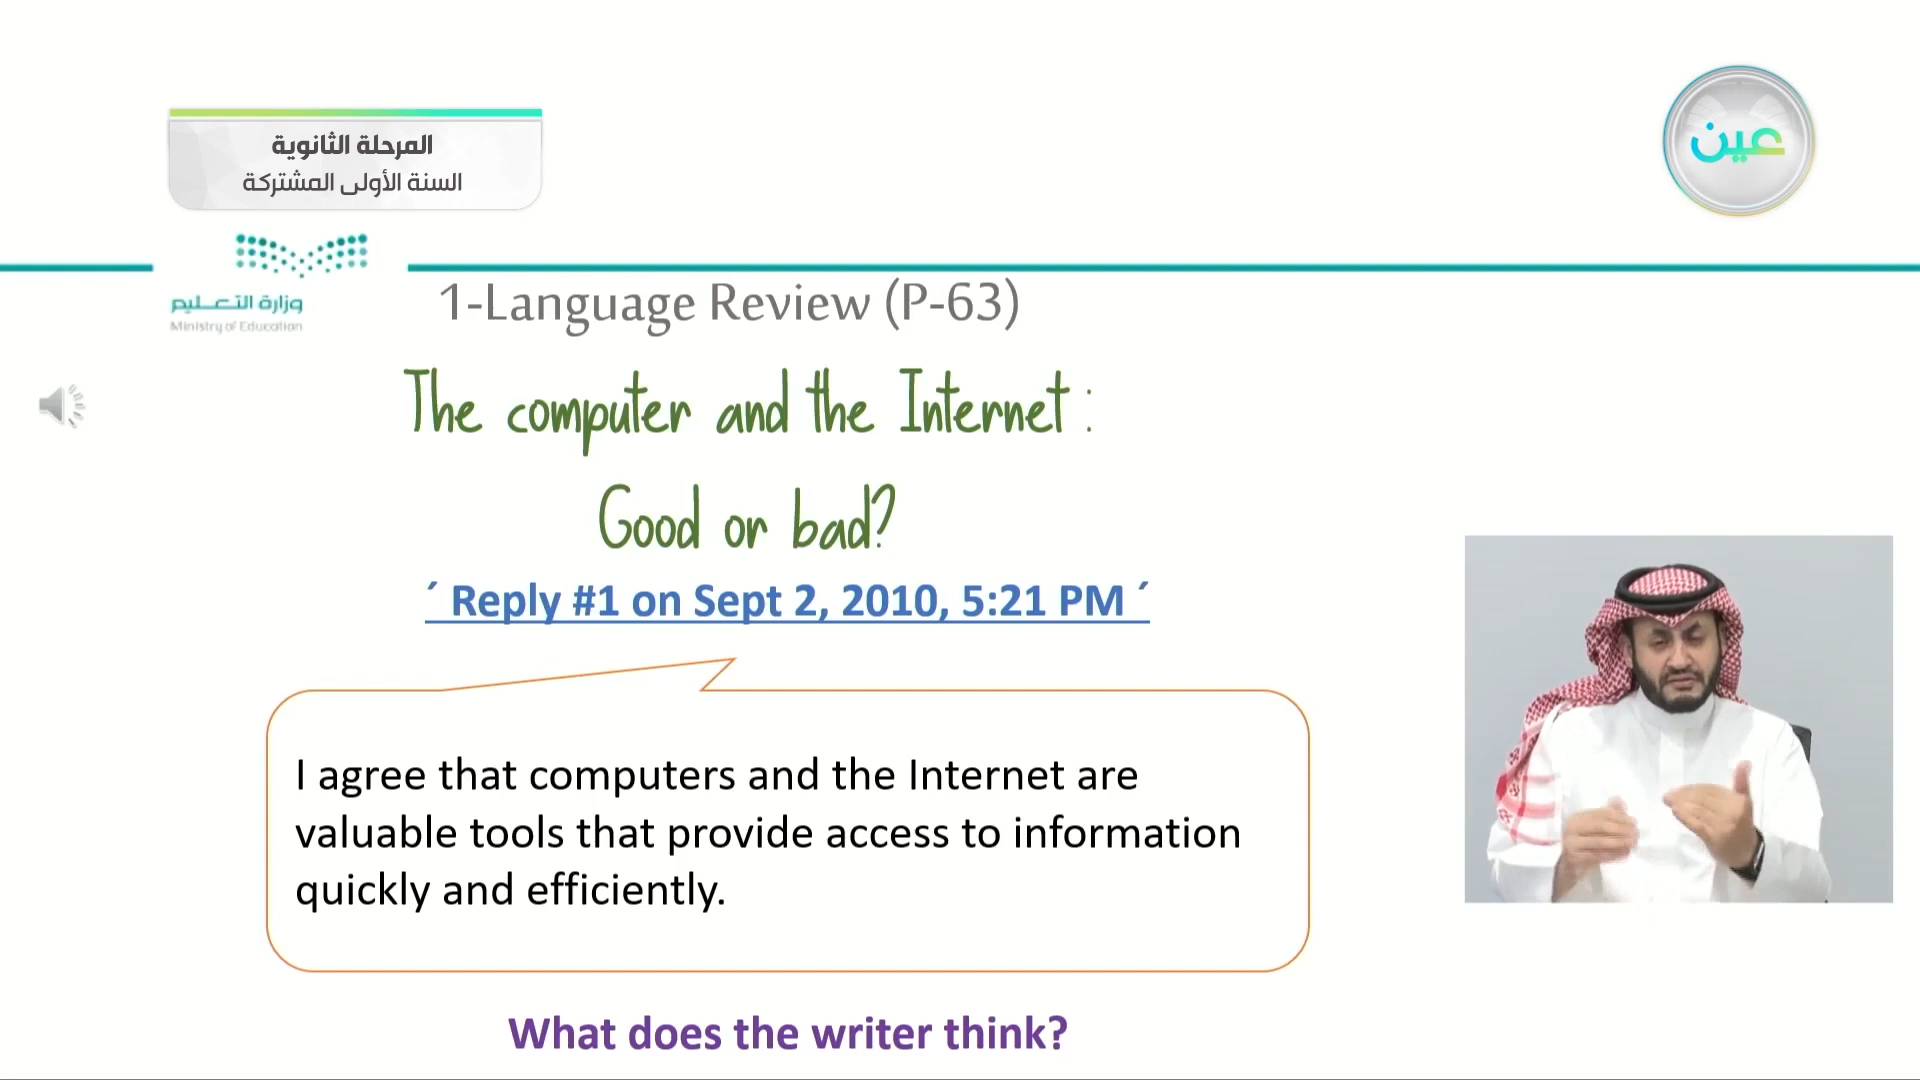 المرحلة الثانوية
السنة الأولى المشتركة
عين
وزارة التعليم
Ministry of Education
1-Language Review (P-63)
The computer and the Internet :
Good or bad?
´ Reply #1 on Sept 2, 2010, 5:21 PM ´
I agree that computers and the Internet are
valuable tools that provide access to information
quickly and efficiently.
What does the writer think?